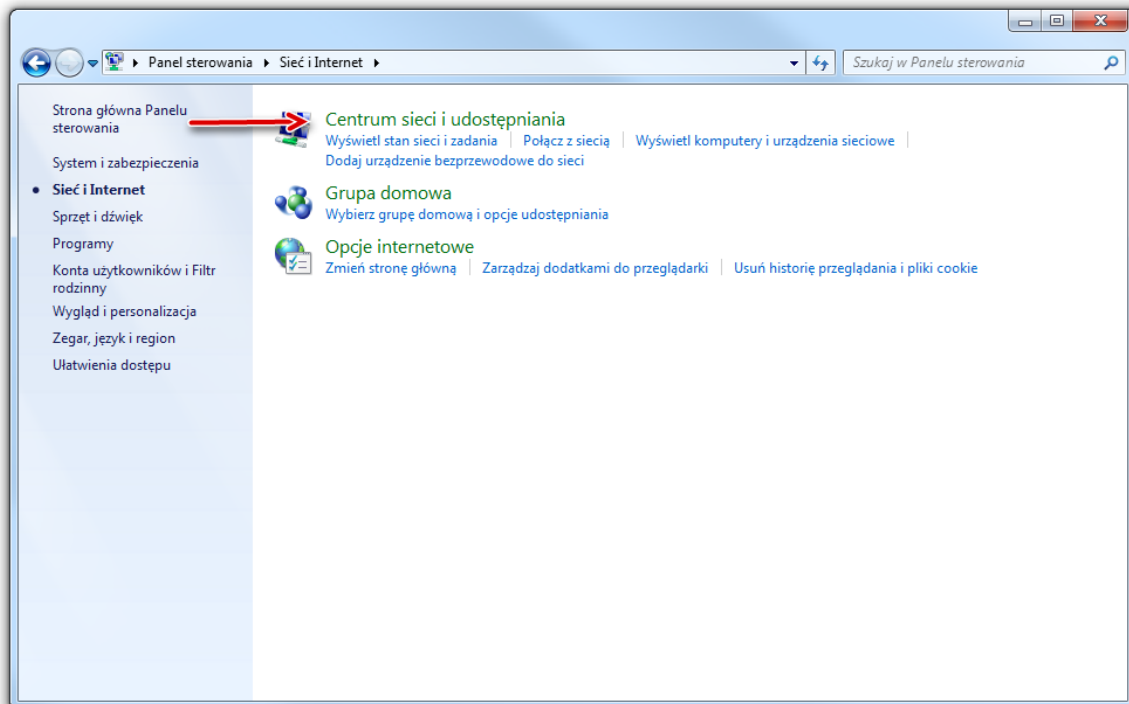 Panel sterowania Sieć i Internet
Szukaj w Panelu sterowania
Strona główna Panelu
sterowania
System i zabezpieczenia
Sieć i Internet
Sprzęt i dźwięk
Programy
Konta użytkowników i Filtr
rodzinny
Wygląd i personalizacja
Zegar, język i region
Ułatwienia dostępu
Centrum sieci i udostępniania
Wyświetl stan sieci i zadania Połącz z siecią Wyświetl komputery i urządzenia sieciowe
Dodaj urządzenie bezprzewodowe do sieci
Grupa domowa
Wybierz grupę domową i opcje udostępniania
Opcje internetowe
Zmień stronę główną Zarządzaj dodatkami do przeglądarki Usuń historię przeglądania i pliki cookie